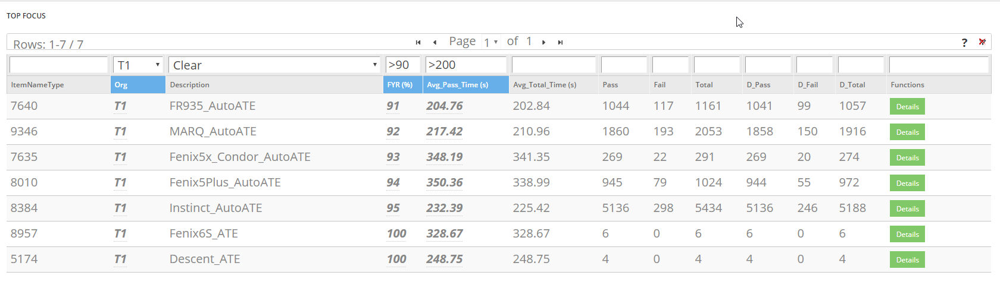 TOP FOCUS
Rows: 1-7 / 7 Page 1 of 1 ?
T1 Clear >90 >200
ItemNameType Org Description FYR (%) Avg_Pass_Time (s) Avg_Total_Time (s) Pass Fail Total D_Pass D_Fail D_Total Functions
7640 T1 FR935_AutoATE 91 204.76 202.84 1044 117 1161 1041 99 1057 Details
9346 T1 MARQ_AutoATE 92 217.42 210.96 1860 193 2053 1858 150 1916 Details
7635 T1 Fenix5x_Condor_AutoATE 93 348.19 341.35 269 22 291 269 20 274 Details
8010 T1 Fenix5Plus_AutoATE 94 350.36 338.99 945 79 1024 944 55 972 Details
8384 T1 Instinct_AutoATE 95 232.39 225.42 5136 298 5434 5136 246 5188 Details
8957 T1 Fenix6S_ATE 100 328.67 328.67 6 0 6 6 0 6 Details
5174 T1 Descent_ATE 100 248.75 248.75 4 0 4 4 0 4 Details